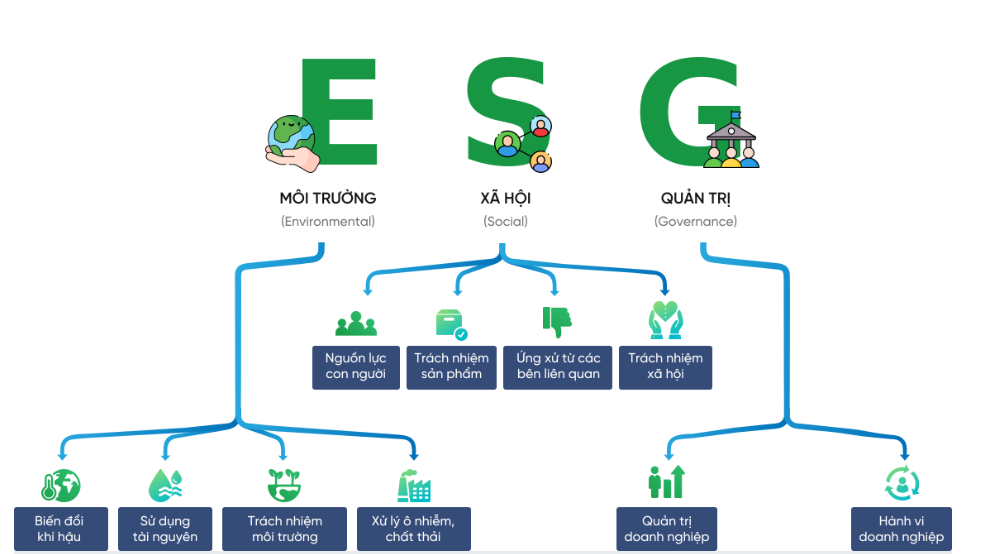 E S G
MÔI TRƯỜNG
(Environmental)
XÃ HỘI
(Social)
QUẢN TRỊ
(Governance)
Nguồn lực
con người
Trách nhiệm
sản phẩm
Ứng xử từ các
bên liên quan
Trách nhiệm
xã hội
Biến đổi
khí hậu
Sử dụng
tài nguyên
Trách nhiệm
môi trường
Xử lý ô nhiễm,
chất thải
Quản trị
doanh nghiệp
Hành vi
doanh nghiệp